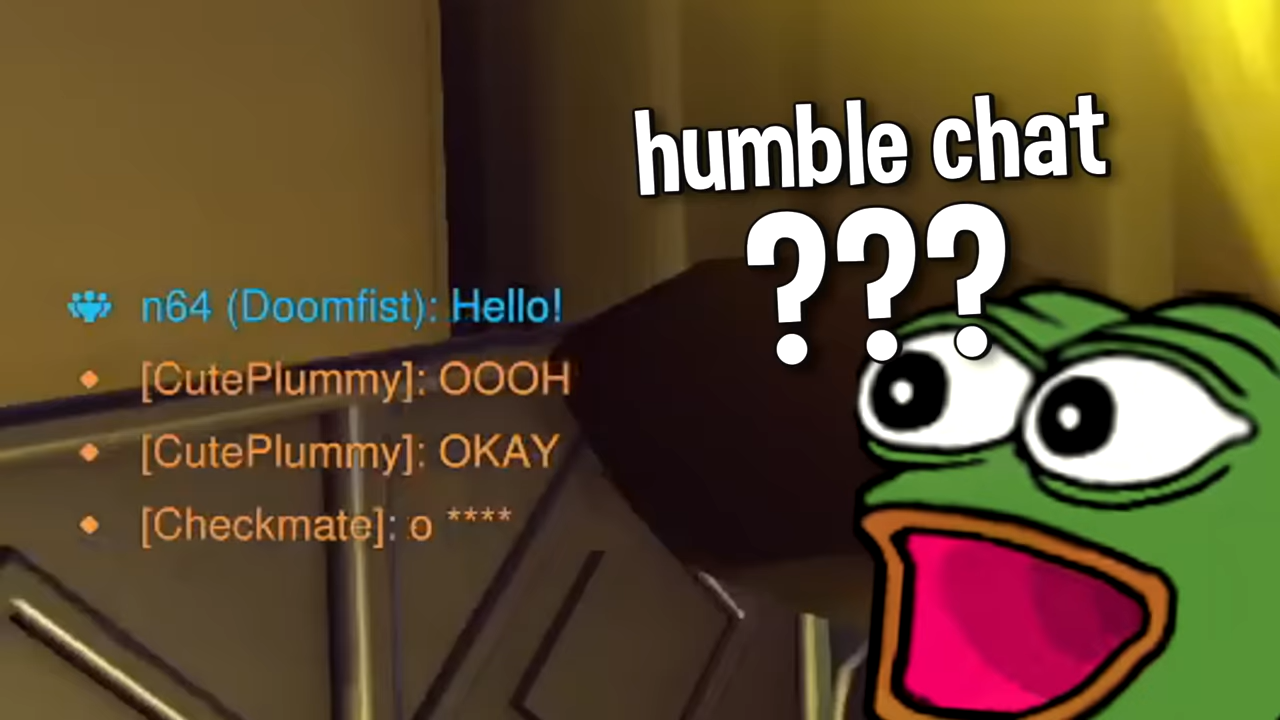 humble chat
???
n64 (Doomfist): Hello!
[CutePlummy]: OOOH
[CutePlummy]: OKAY
[Checkmate]: o ****